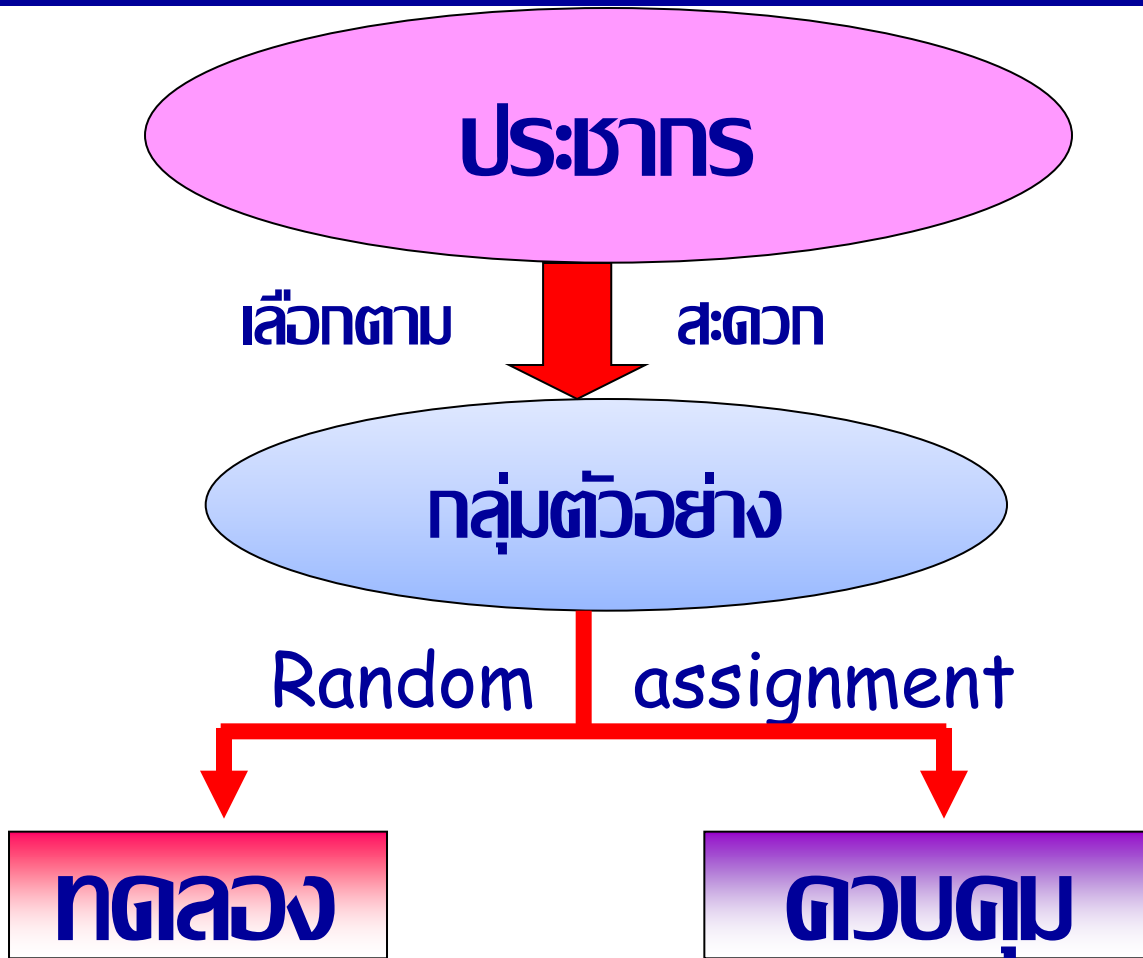 ประชากร
เลือกตาม สะดวก
กลุ่มตัวอย่าง
Random assignment
ทดลอง ควบคุม